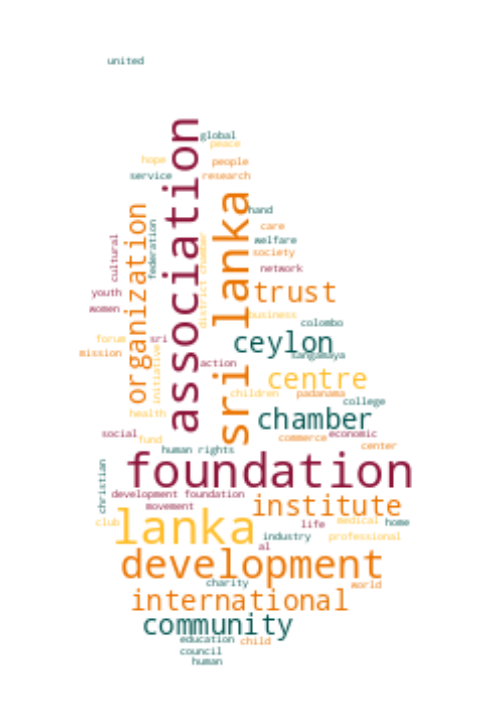 united
global
peace
hope
people
service
research
association
sri lanka
organization
hand
federation
care
cultural
welfare
society
district chamber
network
youth
trust
women
business
colombo
forum
sri
ceylon
mission
sangamaya
initiative
action
centre
children
padanama
college
health
chamber
social
fund
economic
commerce
center
human rights
foundation
christian
development foundation
movement
institute
club
lanka
life
medical
home
industry
professional
al
development
charity
world
international
community
education
child
council
human